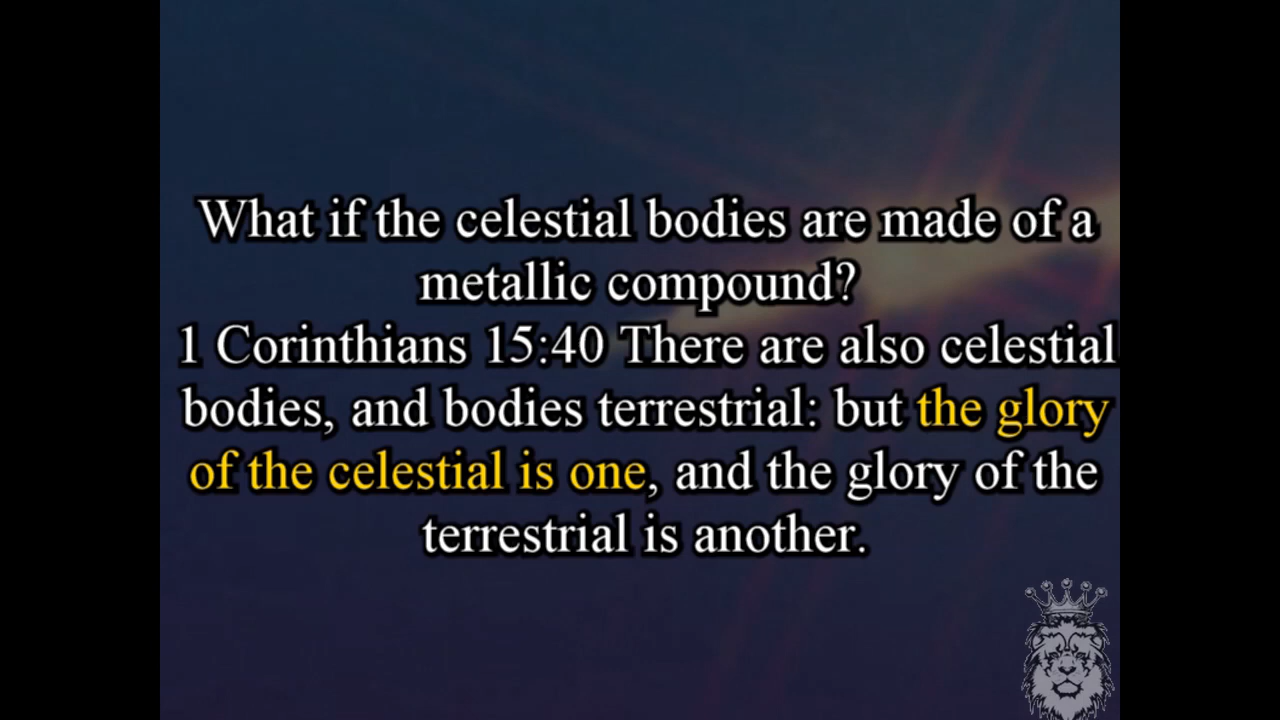 What if the celestial bodies are made of a
metallic compound?
1 Corinthians 15:40 There are also celestial
bodies, and bodies terrestrial: but the glory
of the celestial is one, and the glory of the
terrestrial is another.